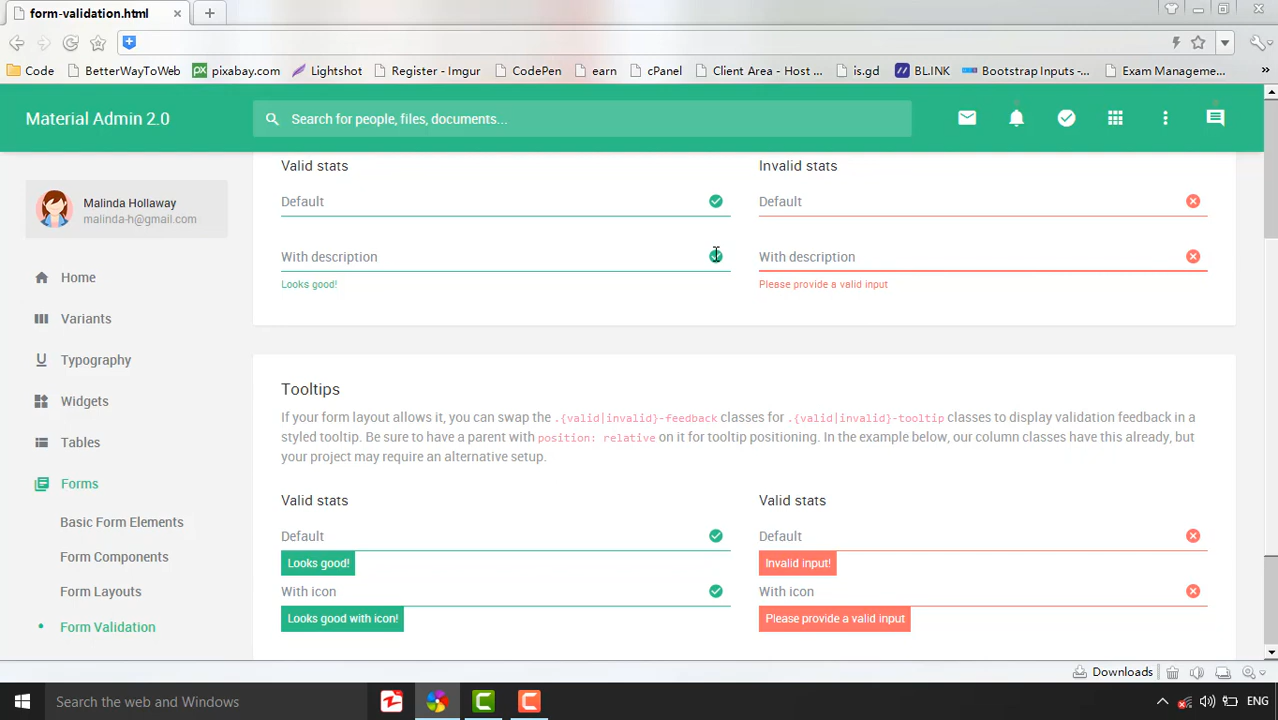 form-validation.html
Code BetterWayToWeb pixabay.com Lightshot Register - Imgur CodePen earn cPanel Client Area - Host ... is.gd BL.INK Bootstrap Inputs -... Exam Manageme... »
Material Admin 2.0 Search for people, files, documents...
Malinda Hollaway
malinda-h@gmail.com
Home
Variants
Typography
Widgets
Tables
Forms
Basic Form Elements
Form Components
Form Layouts
Form Validation
Valid stats Invalid stats
Default Default
With description With description
Looks good! Please provide a valid input
Tooltips
If your form layout allows it, you can swap the .{valid|invalid}-feedback classes for .{valid|invalid}-tooltip classes to display validation feedback in a
styled tooltip. Be sure to have a parent with position: relative on it for tooltip positioning. In the example below, our column classes have this already, but
your project may require an alternative setup.
Valid stats Valid stats
Default Default
Looks good! Invalid input!
With icon With icon
Looks good with icon! Please provide a valid input
Downloads
Search the web and Windows ENG